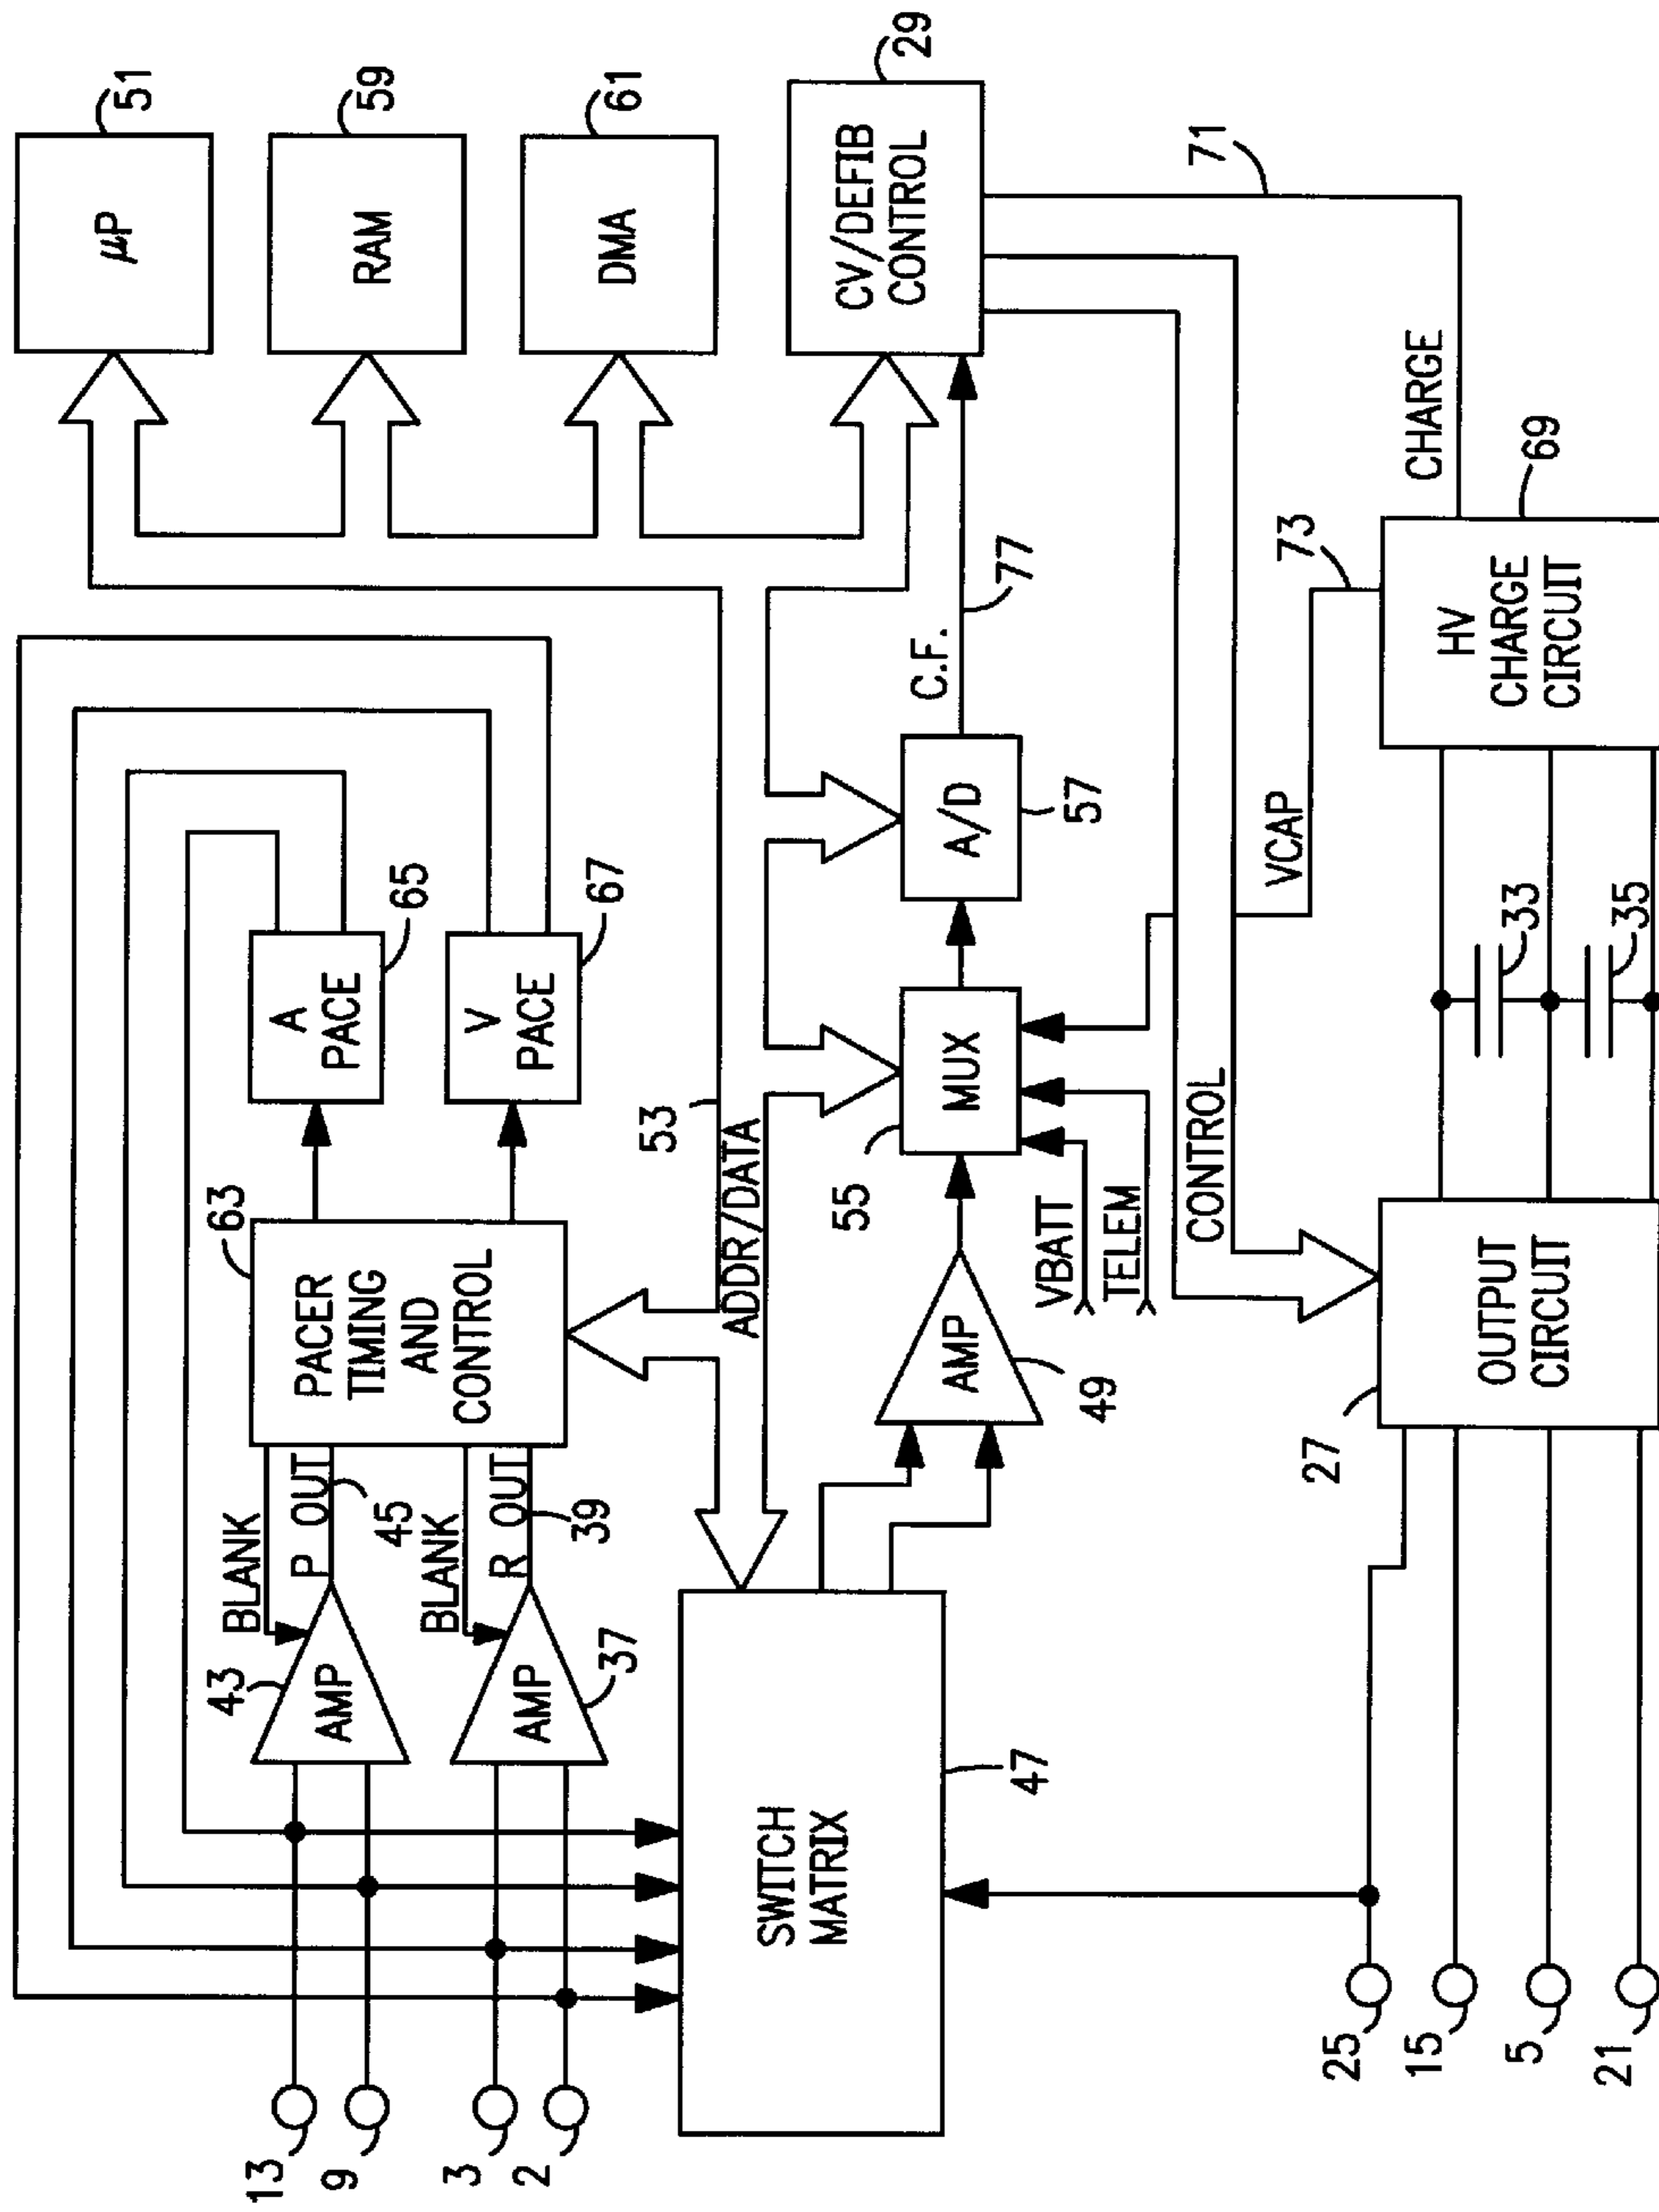 μP
51
RAM
59
DMA
61
CV/DEFIB
CONTROL
29
A
PACE
65
V
PACE
67
PACER
TIMING
AND
CONTROL
63
BLANK
P OUT
45
BLANK
R OUT
39
43
AMP
AMP
37
13
9
3
2
53
ADDR/DATA
SWITCH
MATRIX
47
AMP
49
MUX
55
VBATT
TELEM
A/D
57
C.F.
77
71
CONTROL
VCAP
73
CHARGE
HV
CHARGE
CIRCUIT
69
33
35
OUTPUT
CIRCUIT
27
25
15
5
21